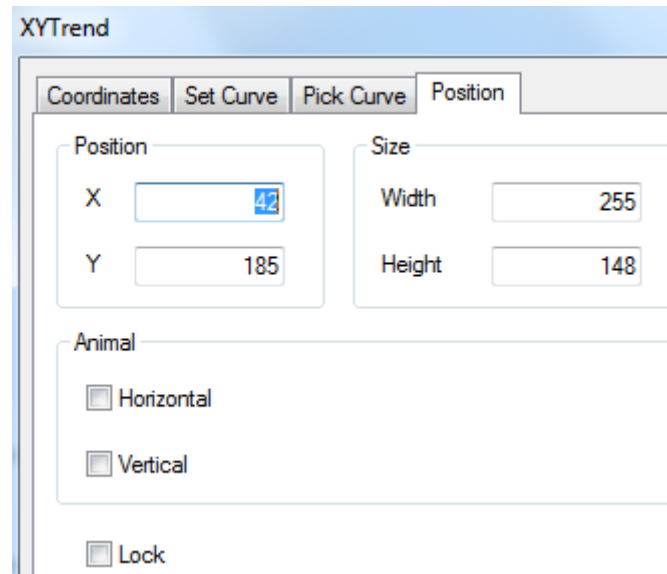 XYTrend
Coordinates Set Curve Pick Curve Position
Position Size
X 42 Width 255
Y 185 Height 148
Animal
Horizontal
Vertical
Lock